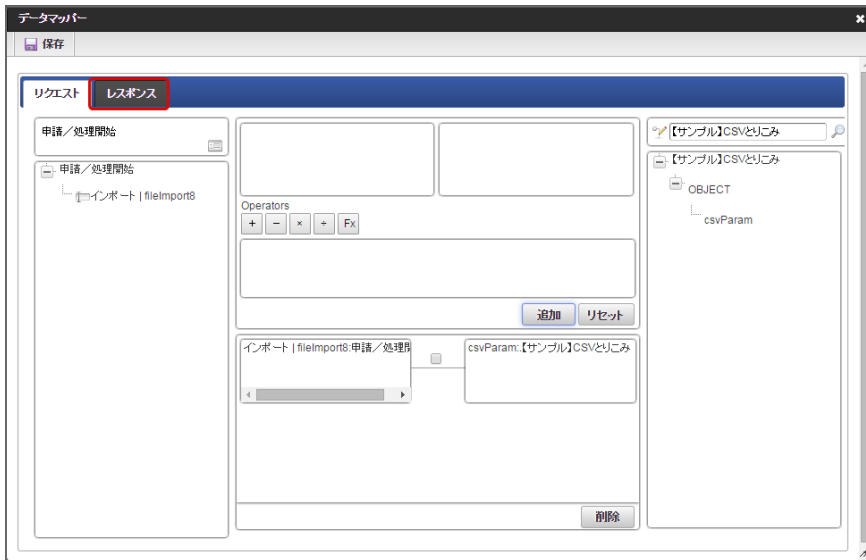 データマッパー
保存
リクエスト
レスポンス
申請／処理開始
申請／処理開始
インポート | fileImport8
Operators
+ − × ÷ Fx
追加 リセット
インポート | fileImport8:申請／処理開
csvParam:【サンプル】CSVとりこみ
削除
【サンプル】CSVとりこみ
【サンプル】CSVとりこみ
OBJECT
csvParam